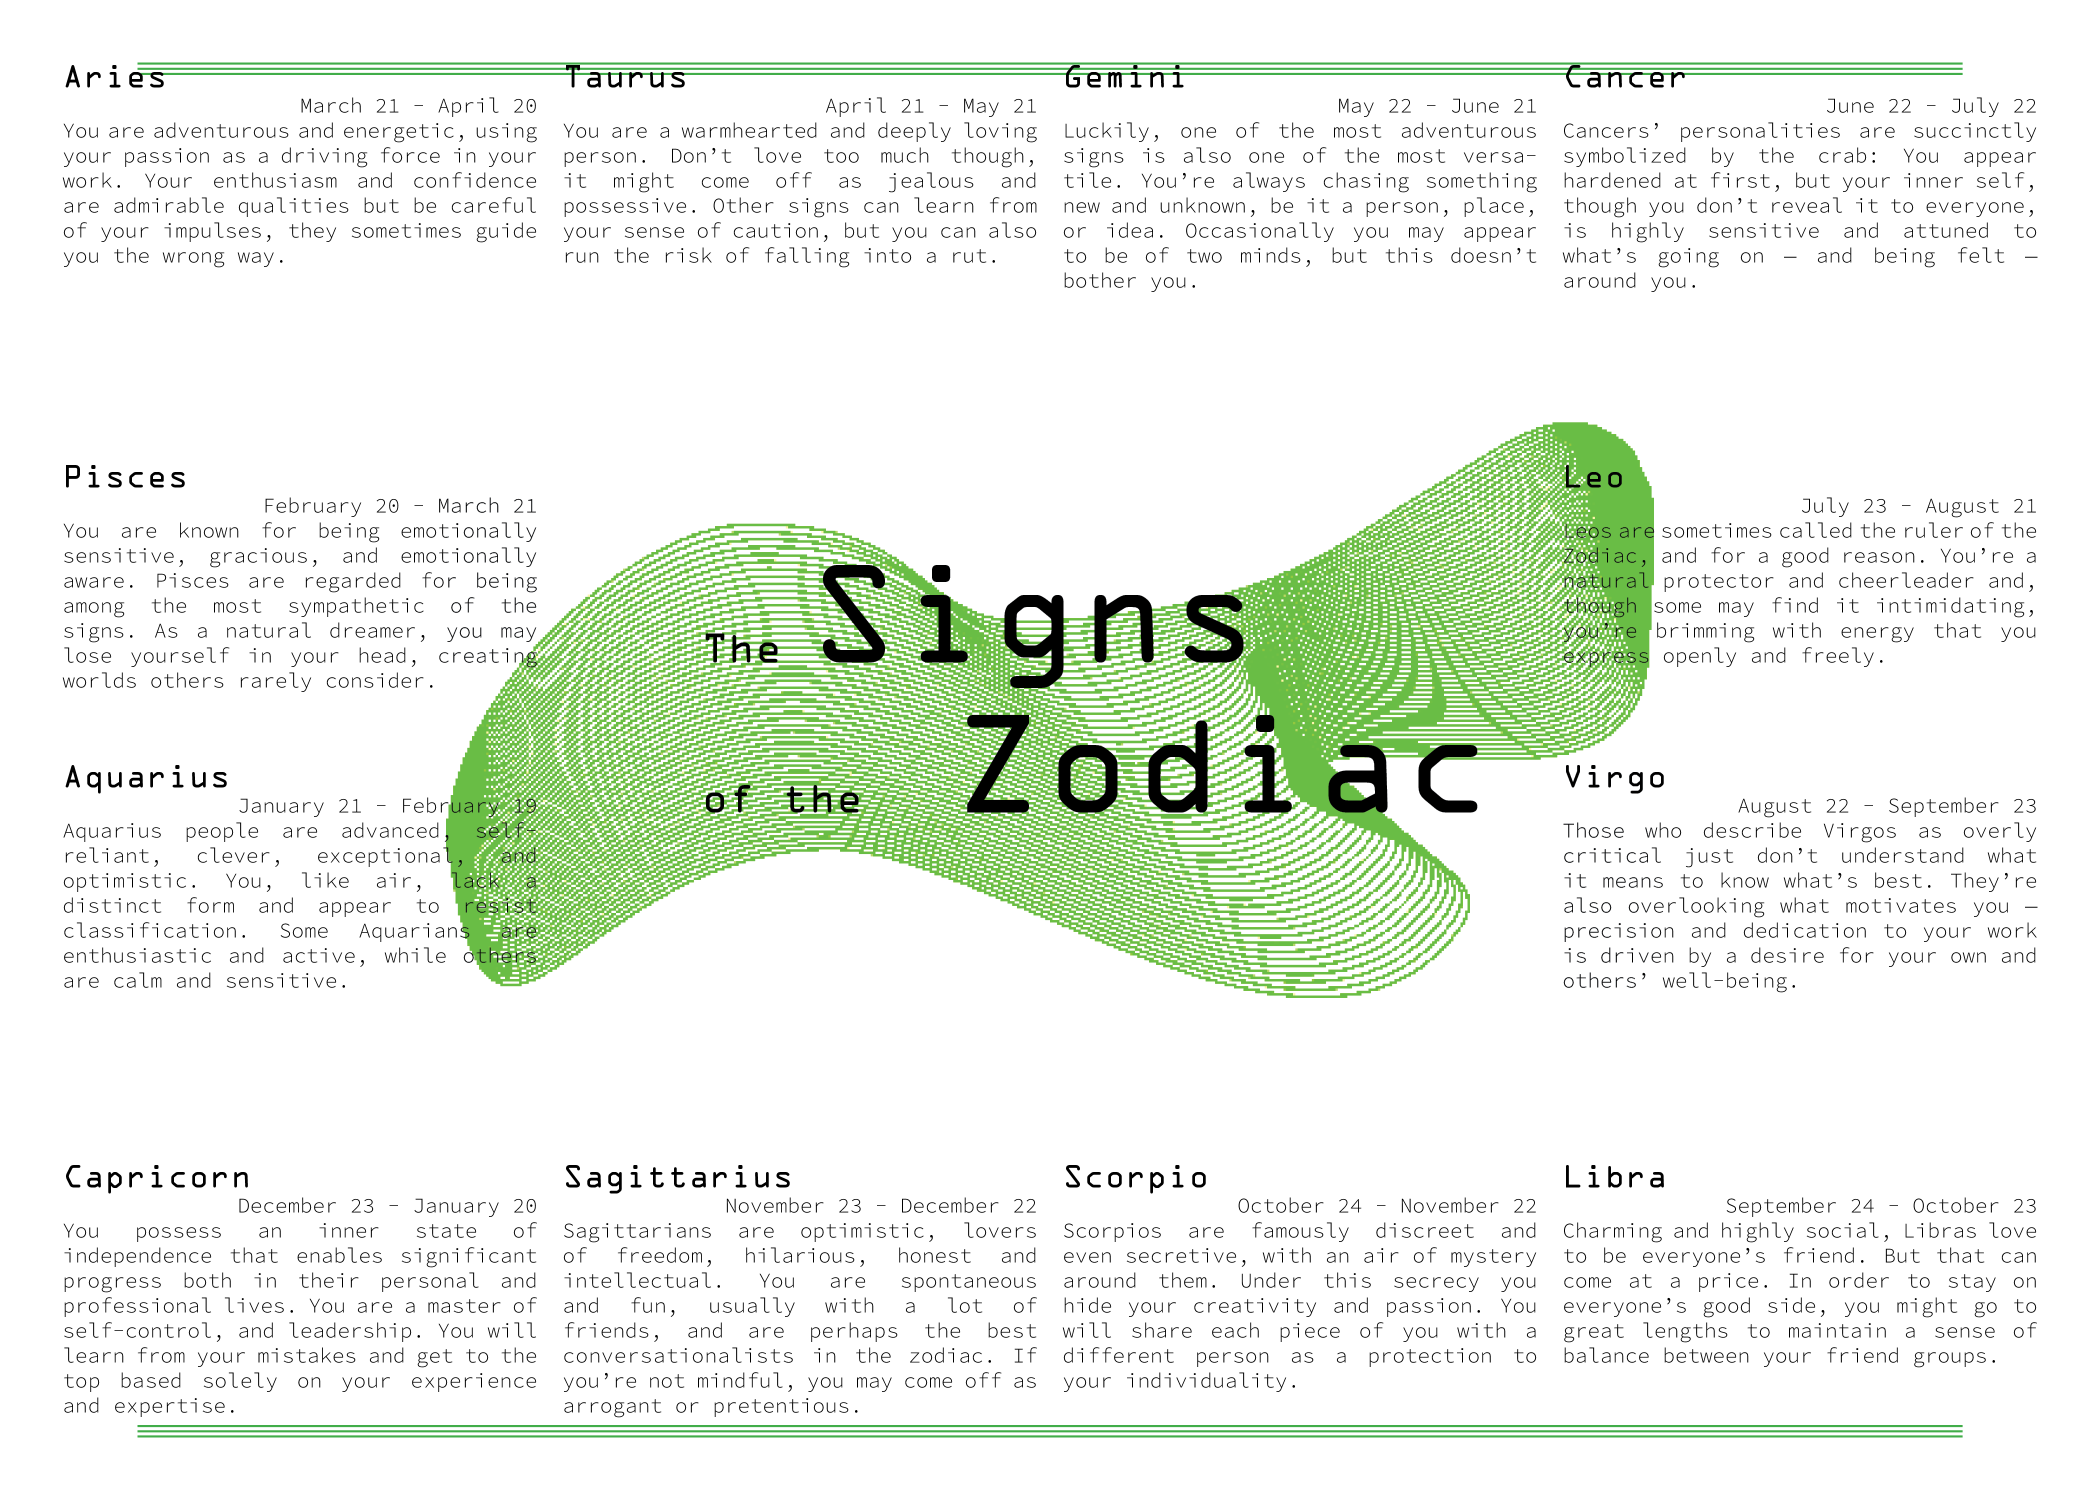 Aries
March 21 – April 20
You are adventurous and energetic, using
your passion as a driving force in your
work. Your enthusiasm and confidence
are admirable qualities but be careful
of your impulses, they sometimes guide
you the wrong way.
Taurus
April 21 – May 21
You are a warmhearted and deeply loving
person. Don’t love too much though,
it might come off as jealous and
possessive. Other signs can learn from
your sense of caution, but you can also
run the risk of falling into a rut.
Gemini
May 22 – June 21
Luckily, one of the most adventurous
signs is also one of the most versa-
tile. You’re always chasing something
new and unknown, be it a person, place,
or idea. Occasionally you may appear
to be of two minds, but this doesn’t
bother you.
Cancer
June 22 – July 22
Cancers’ personalities are succinctly
symbolized by the crab: You appear
hardened at first, but your inner self,
though you don’t reveal it to everyone,
is highly sensitive and attuned to
what’s going on — and being felt —
around you.
Pisces
February 20 – March 21
You are known for being emotionally
sensitive, gracious, and emotionally
aware. Pisces are regarded for being
among the most sympathetic of the
signs. As a natural dreamer, you may
lose yourself in your head, creating
worlds others rarely consider.
The Signs
of the Zodiac
Leo
July 23 – August 21
Leos are sometimes called the ruler of the
Zodiac, and for a good reason. You’re a
natural protector and cheerleader and,
though some may find it intimidating,
you’re brimming with energy that you
express openly and freely.
Aquarius
January 21 – February 19
Aquarius people are advanced, self-
reliant, clever, exceptional, and
optimistic. You, like air, lack a
distinct form and appear to resist
classification. Some Aquarians are
enthusiastic and active, while others
are calm and sensitive.
Virgo
August 22 – September 23
Those who describe Virgos as overly
critical just don’t understand what
it means to know what’s best. They’re
also overlooking what motivates you —
precision and dedication to your work
is driven by a desire for your own and
others’ well-being.
Capricorn
December 23 – January 20
You possess an inner state of
independence that enables significant
progress both in their personal and
professional lives. You are a master of
self-control, and leadership. You will
learn from your mistakes and get to the
top based solely on your experience
and expertise.
Sagittarius
November 23 – December 22
Sagittarians are optimistic, lovers
of freedom, hilarious, honest and
intellectual. You are spontaneous
and fun, usually with a lot of
friends, and are perhaps the best
conversationalists in the zodiac. If
you’re not mindful, you may come off as
arrogant or pretentious.
Scorpio
October 24 – November 22
Scorpios are famously discreet and
even secretive, with an air of mystery
around them. Under this secrecy you
hide your creativity and passion. You
will share each piece of you with a
different person as a protection to
your individuality.
Libra
September 24 – October 23
Charming and highly social, Libras love
to be everyone’s friend. But that can
come at a price. In order to stay on
everyone’s good side, you might go to
great lengths to maintain a sense of
balance between your friend groups.